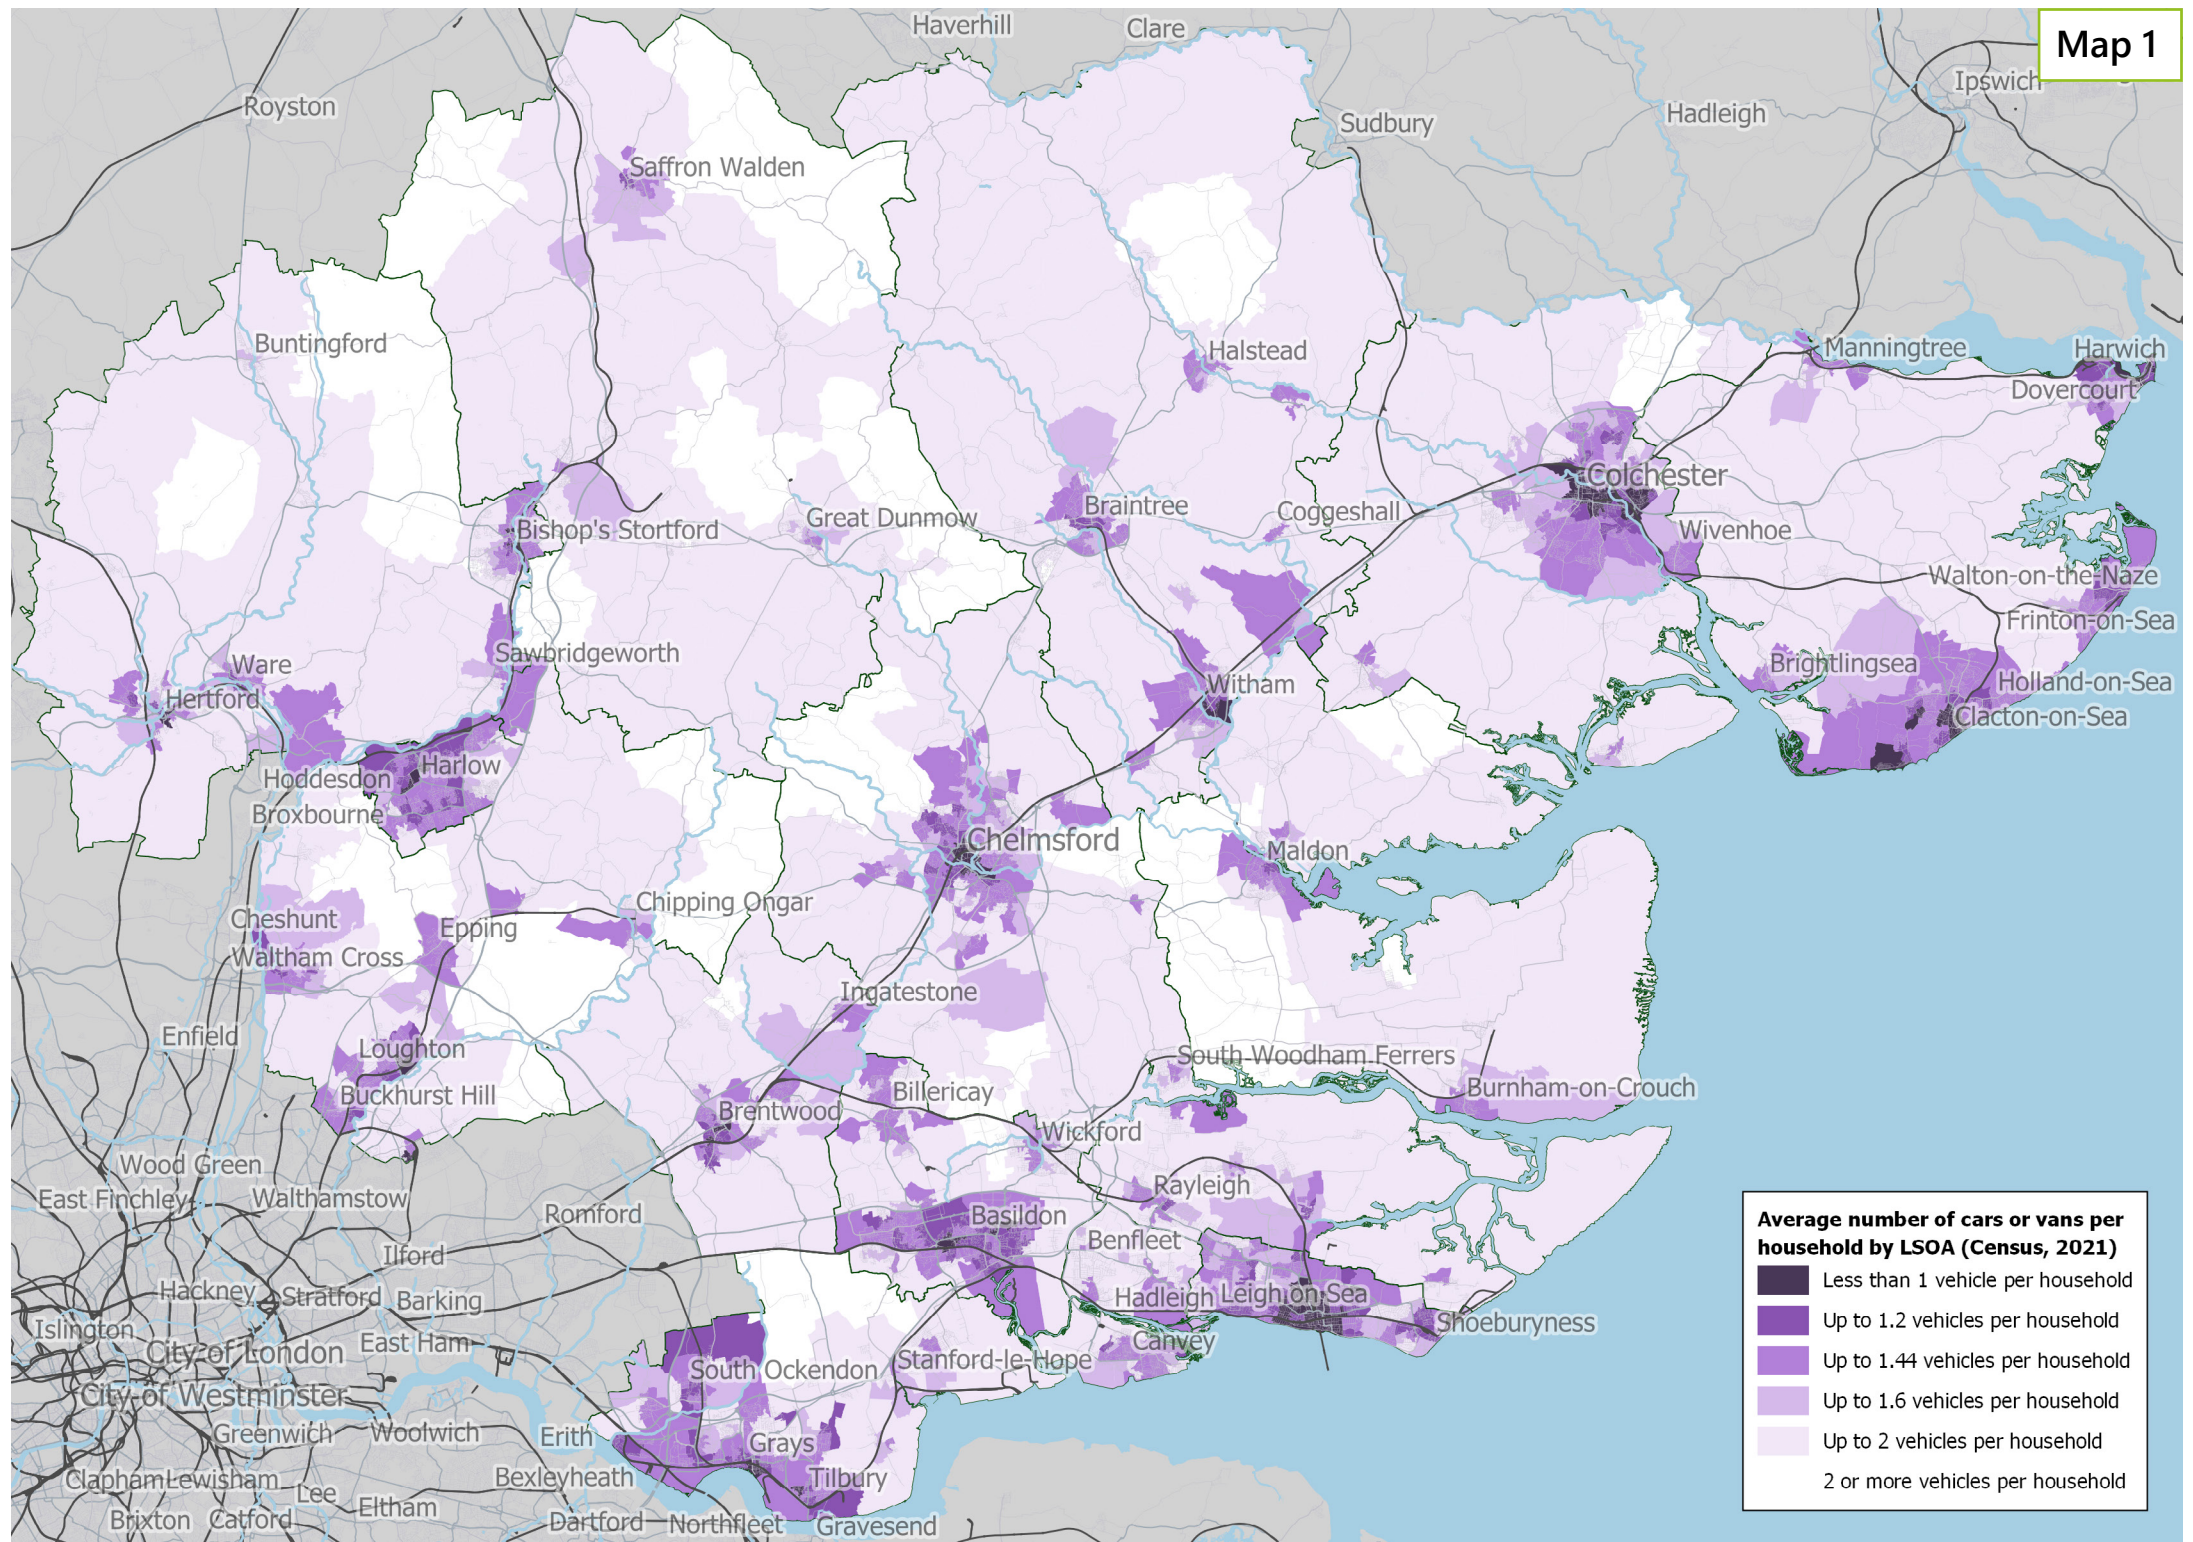 Map 1
Haverhill
Clare
Ipswich
Royston
Hadleigh
Sudbury
Saffron Walden
Buntingford
Halstead
Manningtree
Harwich
Dovercourt
Colchester
Braintree
Coggeshall
Great Dunmow
Bishop's Stortford
Wivenhoe
Walton-on-the-Naze
Frinton-on-Sea
Sawbridgeworth
Ware
Brightlingsea
Hertford
Witham
Holland-on-Sea
Clacton-on-Sea
Hoddesdon
Harlow
Broxbourne
Chelmsford
Maldon
Chipping Ongar
Cheshunt
Epping
Waltham Cross
Ingatestone
Enfield
Loughton
South Woodham Ferrers
Buckhurst Hill
Billericay
Burnham-on-Crouch
Brentwood
Wickford
Wood Green
East Finchley
Walthamstow
Rayleigh
Romford
Basildon
Benfleet
Ilford
Hackney
Stratford
Barking
Hadleigh
Leigh on Sea
Shoeburyness
Islington
East Ham
City of London
Canvey
South Ockendon
Stanford-le-Hope
City of Westminster
Greenwich
Woolwich
Erith
Grays
Clapham
Lewisham
Lee
Bexleyheath
Tilbury
Eltham
Brixton
Catford
Dartford
Northfleet
Gravesend
Average number of cars or vans per
household by LSOA (Census, 2021)
Less than 1 vehicle per household
Up to 1.2 vehicles per household
Up to 1.44 vehicles per household
Up to 1.6 vehicles per household
Up to 2 vehicles per household
2 or more vehicles per household